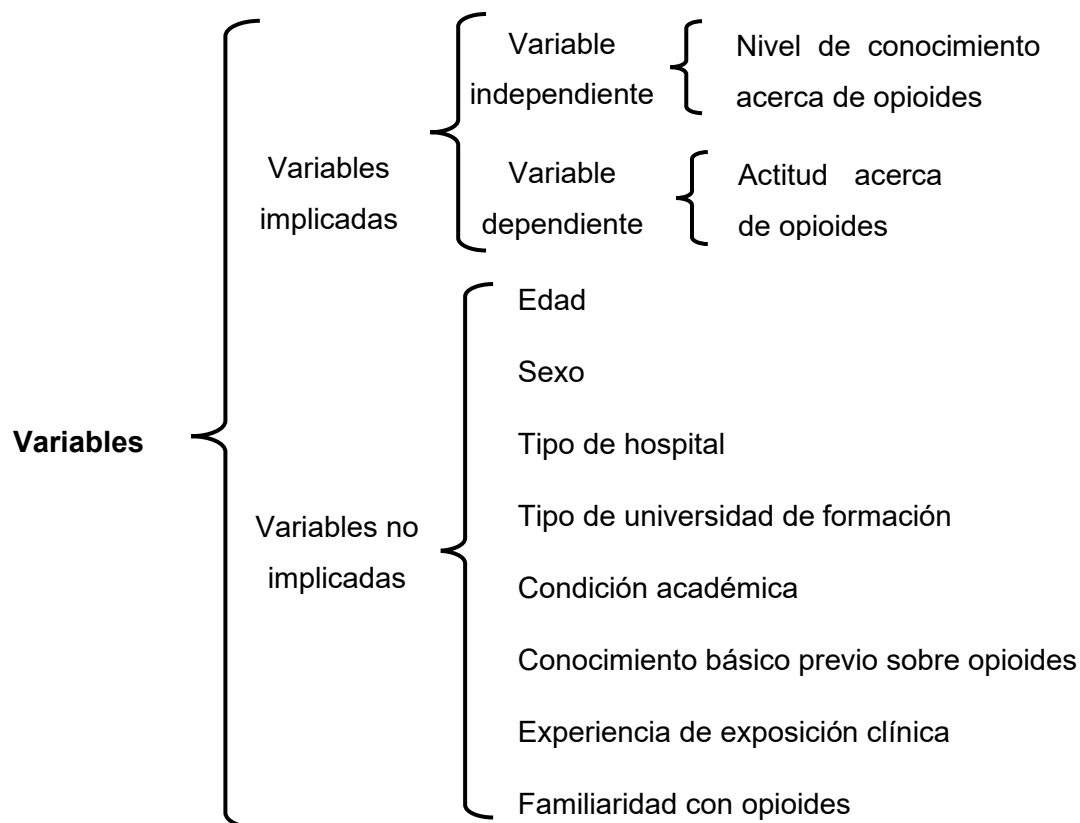 Variables
Variables
implicadas
Variable
independiente
Nivel de conocimiento
acerca de opioides
Variable
dependiente
Actitud acerca
de opioides
Variables no
implicadas
Edad
Sexo
Tipo de hospital
Tipo de universidad de formación
Condición académica
Conocimiento básico previo sobre opioides
Experiencia de exposición clínica
Familiaridad con opioides